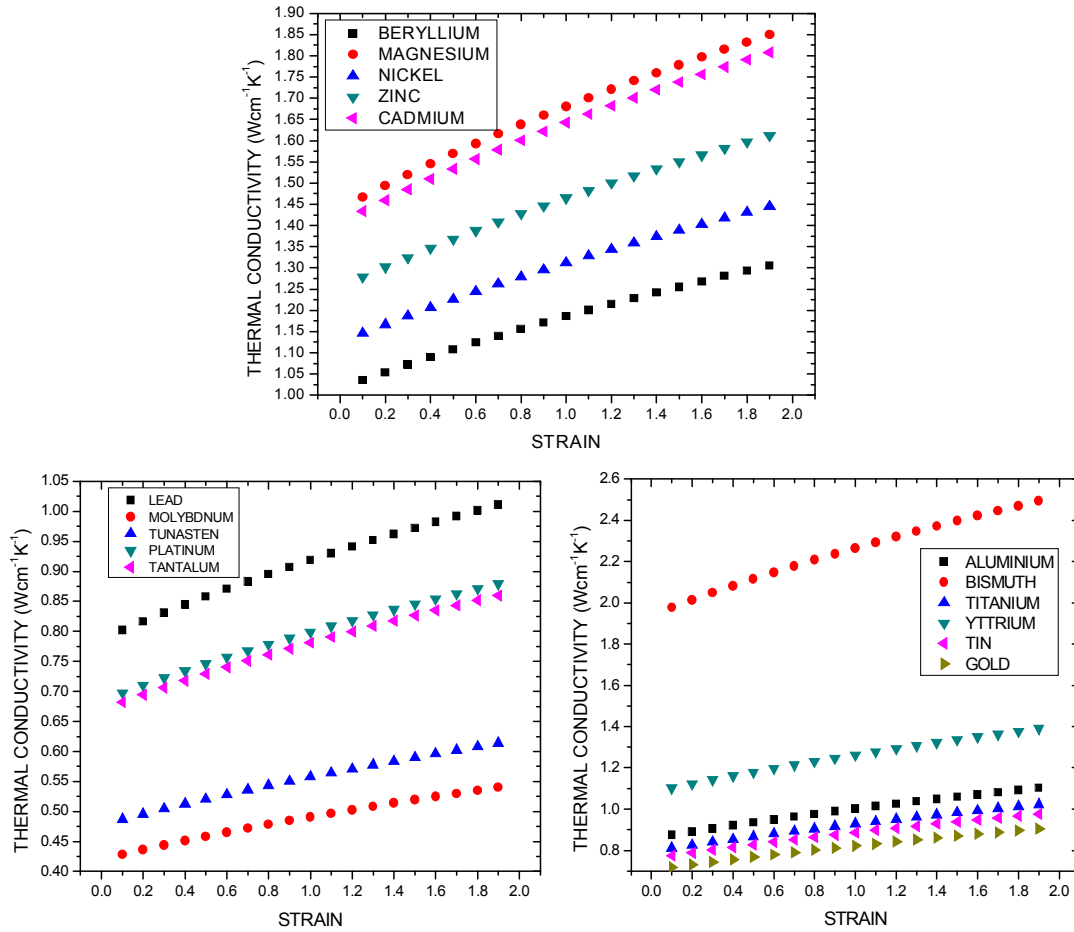 THERMAL CONDUCTIVITY (Wcm⁻¹K⁻¹)
1.90
1.85
1.80
1.75
1.70
1.65
1.60
1.55
1.50
1.45
1.40
1.35
1.30
1.25
1.20
1.15
1.10
1.05
1.00
BERYLLIUM
MAGNESIUM
NICKEL
ZINC
CADMIUM
0.0 0.2 0.4 0.6 0.8 1.0 1.2 1.4 1.6 1.8 2.0
STRAIN
THERMAL CONDUCTIVITY (Wcm⁻¹K⁻¹)
1.05
1.00
0.95
0.90
0.85
0.80
0.75
0.70
0.65
0.60
0.55
0.50
0.45
0.40
LEAD
MOLYBDNUM
TUNASTEN
PLATINUM
TANTALUM
0.0 0.2 0.4 0.6 0.8 1.0 1.2 1.4 1.6 1.8 2.0
STRAIN
THERMAL CONDUCTIVITY (Wcm⁻¹K⁻¹)
2.6
2.4
2.2
2.0
1.8
1.6
1.4
1.2
1.0
0.8
ALUMINIUM
BISMUTH
TITANIUM
YTTRIUM
TIN
GOLD
0.0 0.2 0.4 0.6 0.8 1.0 1.2 1.4 1.6 1.8 2.0
STRAIN